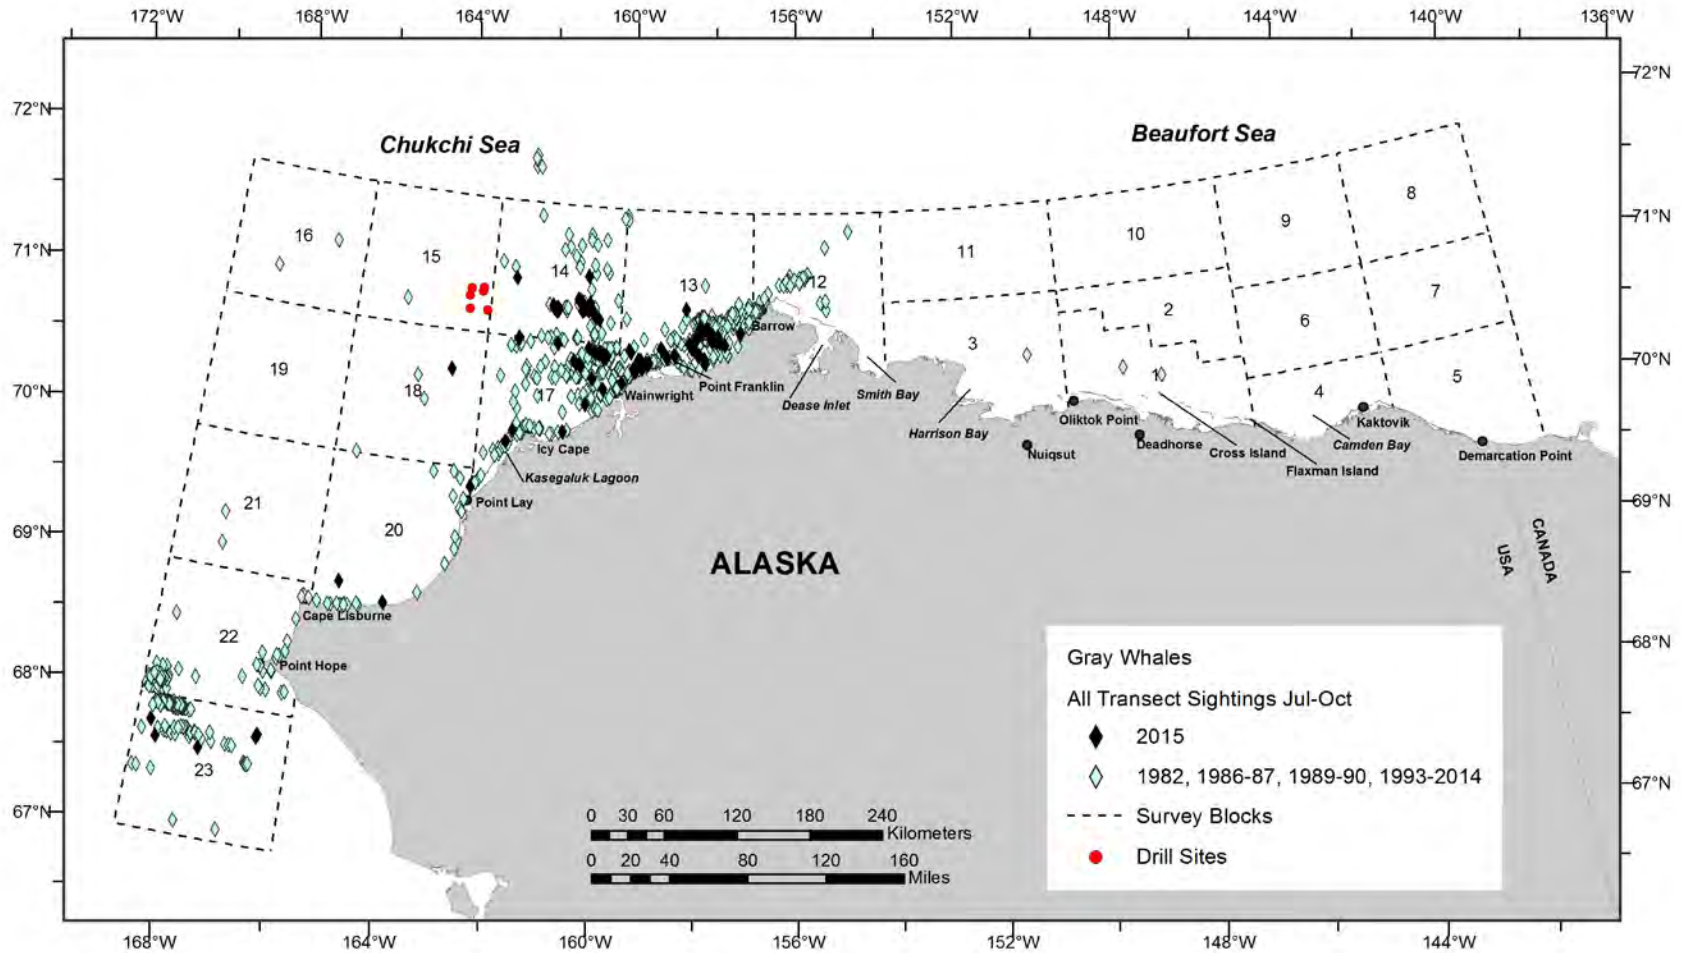 172°W 168°W 164°W 160°W 156°W 152°W 148°W 144°W 140°W 136°W
72°N 72°N
Chukchi Sea Beaufort Sea
8
16 15 14 13 12 11 10 9
71°N 71°N
7
2
6
Barrow
3
19 18 17 1 4 5
70°N 70°N
Point Franklin
Wainwright
Dease Inlet
Smith Bay
Harrison Bay
Oliktok Point
Kaktovik
Camden Bay
Deadhorse
Nuiqsut
Cross Island
Demarcation Point
Flaxman Island
Icy Cape
Kasegaluk Lagoon
Point Lay
21
20
69°N 69°N
ALASKA
USA
CANADA
Cape Lisburne
22
Point Hope
68°N 68°N
23
67°N 67°N
Gray Whales
All Transect Sightings Jul-Oct
2015
1982, 1986-87, 1989-90, 1993-2014
Survey Blocks
Drill Sites
0 30 60 120 180 240
Kilometers
0 20 40 80 120 160
Miles
168°W 164°W 160°W 156°W 152°W 148°W 144°W